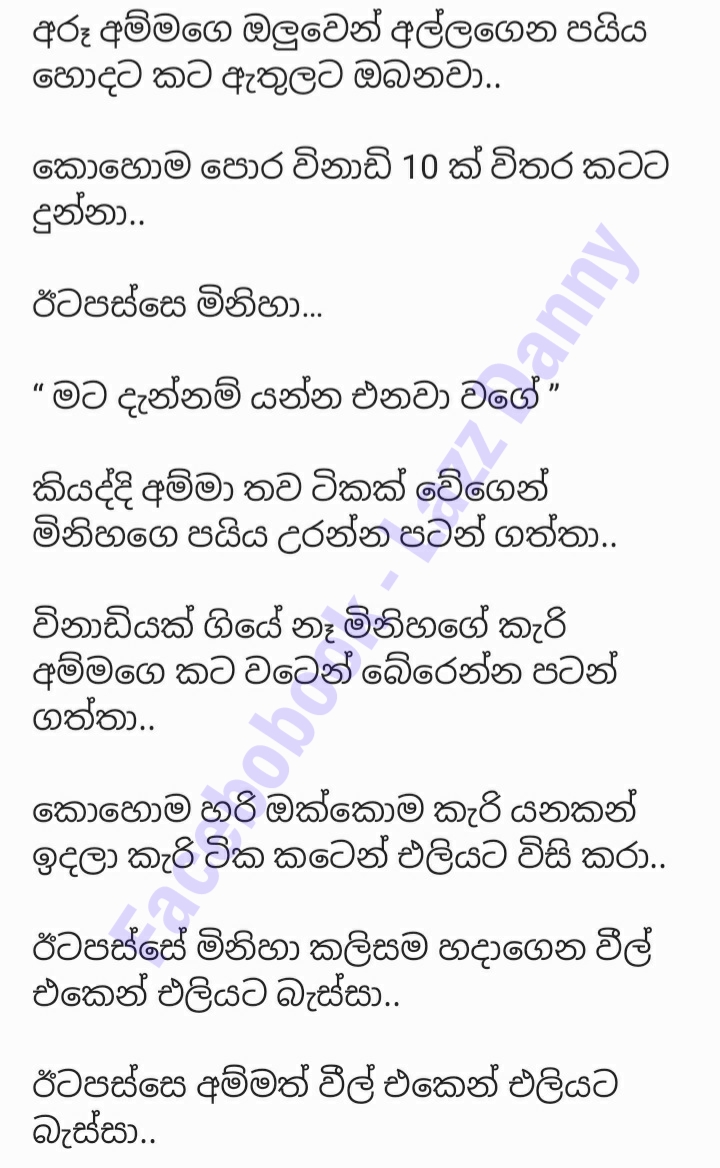 අරූ අම්මගෙ ඔලුවෙන් අල්ලගෙන පයිය
හොදට කට ඇතුලට ඔබනවා..
කොහොම පොර විනාඩි 10 ක් විතර කටට
දුන්නා..
ඊටපස්සෙ මිනිහා...
“ මට දැන්නම් යන්න එනවා වගේ ”
කියද්දි අම්මා තව ටිකක් වේගෙන්
මිනිහගෙ පයිය උරන්න පටන් ගත්තා..
විනාඩියක් ගියේ නෑ මිනිහගේ කැරි
අම්මගෙ කට වටෙන් බේරෙන්න පටන්
ගත්තා..
කොහොම හරි ඔක්කොම කැරි යනකන්
ඉදලා කැරි ටික කටෙන් එලියට විසි කරා..
ඊටපස්සේ මිනිහා කලිසම හදාගෙන වීල්
එකෙන් එලියට බැස්සා..
ඊටපස්සෙ අම්මත් වීල් එකෙන් එලියට
බැස්සා..
Facebobook - Lazz Danny